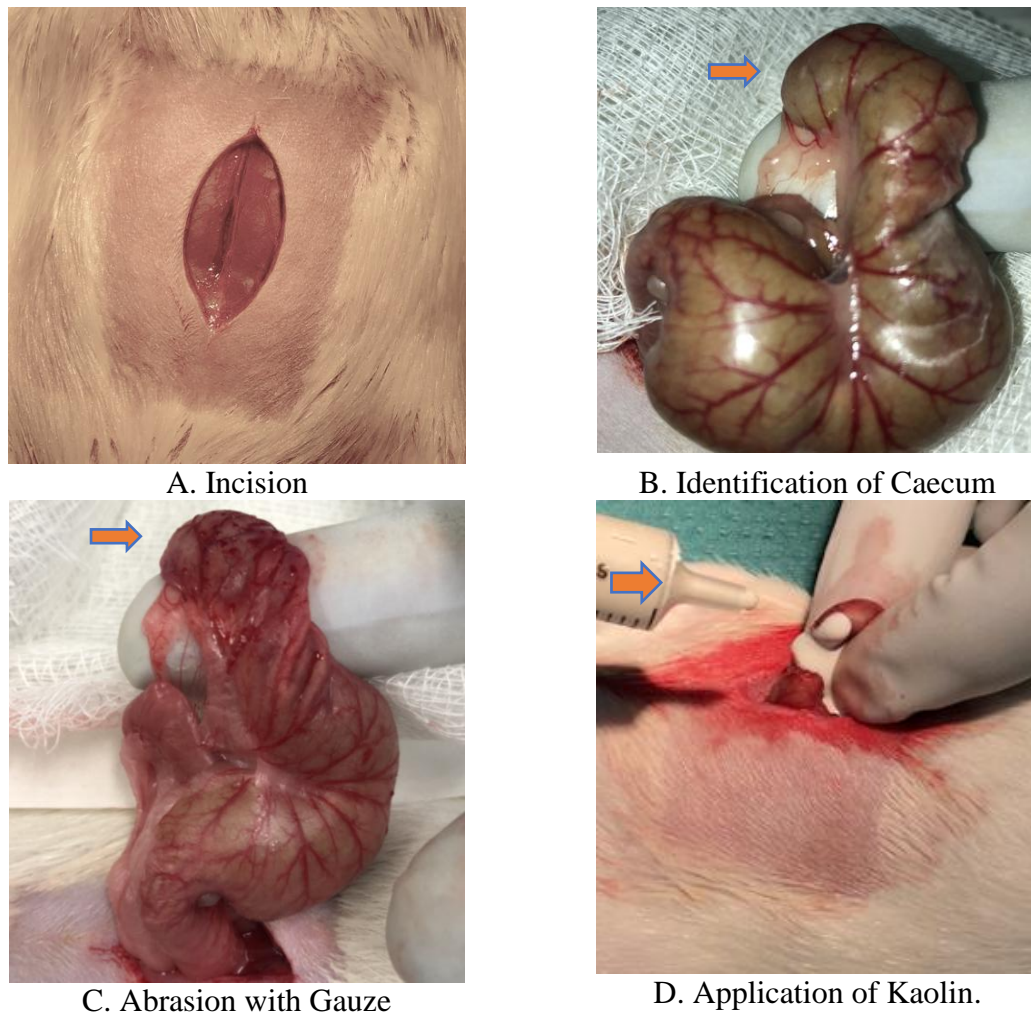 A. Incision
B. Identification of Caecum
C. Abrasion with Gauze
D. Application of Kaolin.